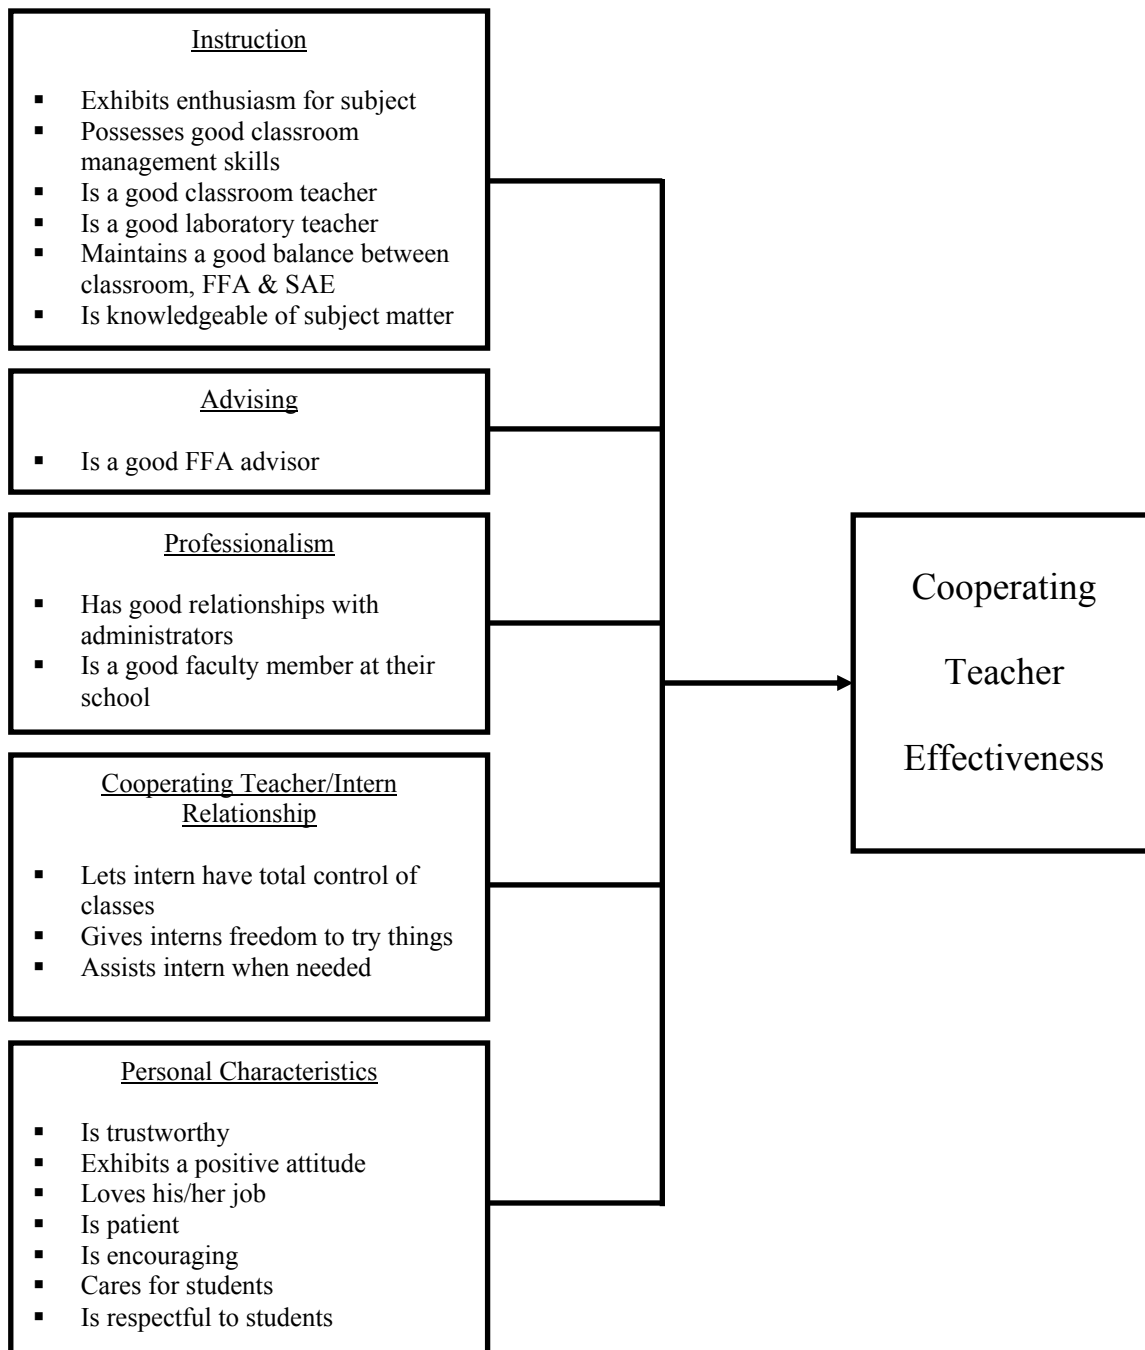 Instruction
▪ Exhibits enthusiasm for subject
▪ Possesses good classroom
management skills
▪ Is a good classroom teacher
▪ Is a good laboratory teacher
▪ Maintains a good balance between
classroom, FFA & SAE
▪ Is knowledgeable of subject matter
Advising
▪ Is a good FFA advisor
Professionalism
▪ Has good relationships with
administrators
▪ Is a good faculty member at their
school
Cooperating Teacher/Intern
Relationship
▪ Lets intern have total control of
classes
▪ Gives interns freedom to try things
▪ Assists intern when needed
Personal Characteristics
▪ Is trustworthy
▪ Exhibits a positive attitude
▪ Loves his/her job
▪ Is patient
▪ Is encouraging
▪ Cares for students
▪ Is respectful to students
Cooperating
Teacher
Effectiveness